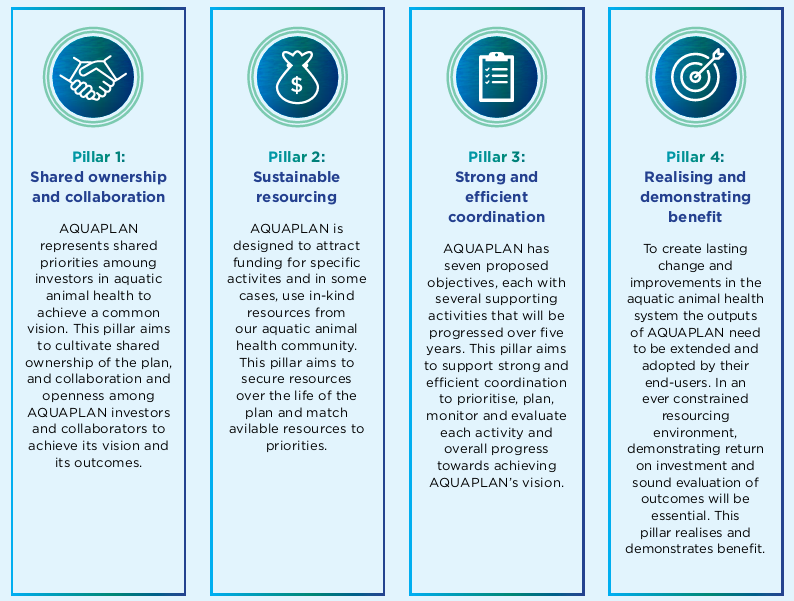 $
Pillar 1:
Shared ownership
and collaboration
AQUAPLAN
represents shared
priorities amoung
investors in aquatic
animal health to
achieve a common
vision. This pillar aims
to cultivate shared
ownership of the plan,
and collaboration and
openness among
AQUAPLAN investors
and collaborators to
achieve its vision and
its outcomes.
Pillar 2:
Sustainable
resourcing
AQUAPLAN is
designed to attract
funding for specific
activites and in some
cases, use in-kind
resources from
our aquatic animal
health community.
This pillar aims to
secure resources
over the life of the
plan and match
avilable resources to
priorities.
Pillar 3:
Strong and
efficient
coordination
AQUAPLAN has
seven proposed
objectives, each with
several supporting
activities that will be
progressed over five
years. This pillar aims
to support strong and
efficient coordination
to prioritise, plan,
monitor and evaluate
each activity and
overall progress
towards achieving
AQUAPLAN’s vision.
Pillar 4:
Realising and
demonstrating
benefit
To create lasting
change and
improvements in the
aquatic animal health
system the outputs
of AQUAPLAN need
to be extended and
adopted by their
end-users. In an
ever constrained
resourcing
environment,
demonstrating return
on investment and
sound evaluation of
outcomes will be
essential. This
pillar realises and
demonstrates benefit.